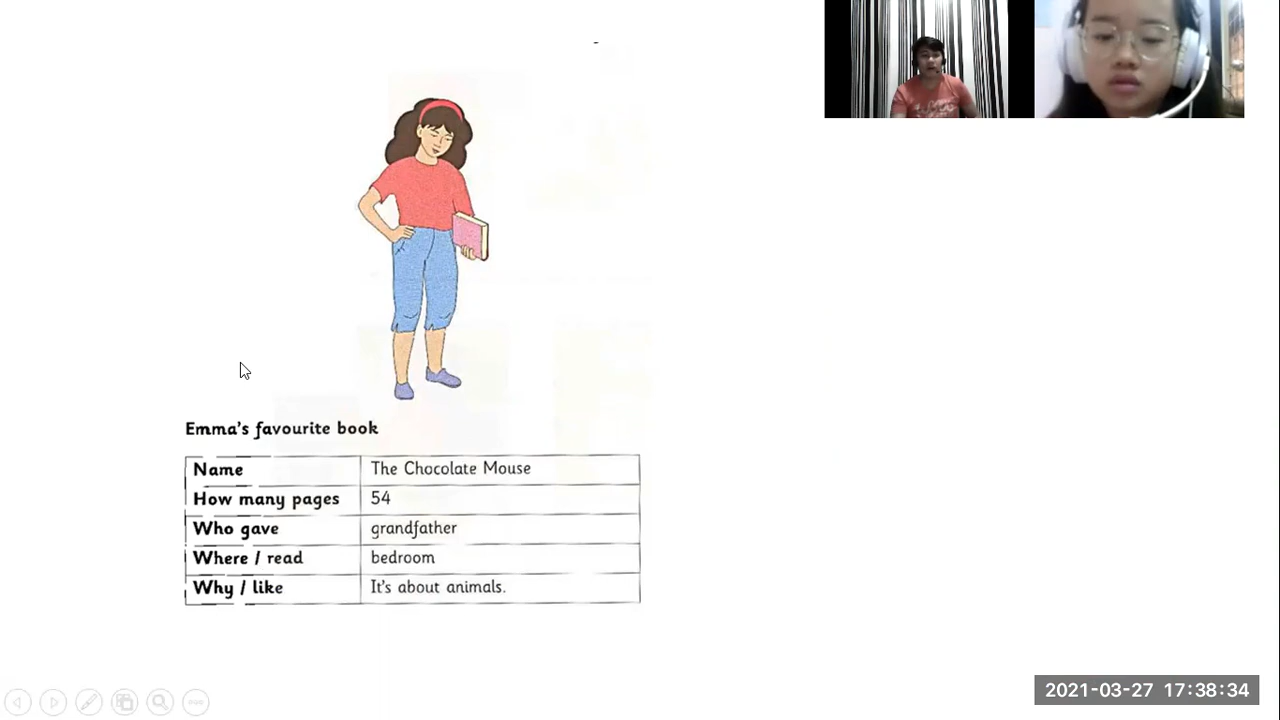 Emma's favourite book
Name The Chocolate Mouse
How many pages 54
Who gave grandfather
Where / read bedroom
Why / like It's about animals.
2021-03-27 17:38:34